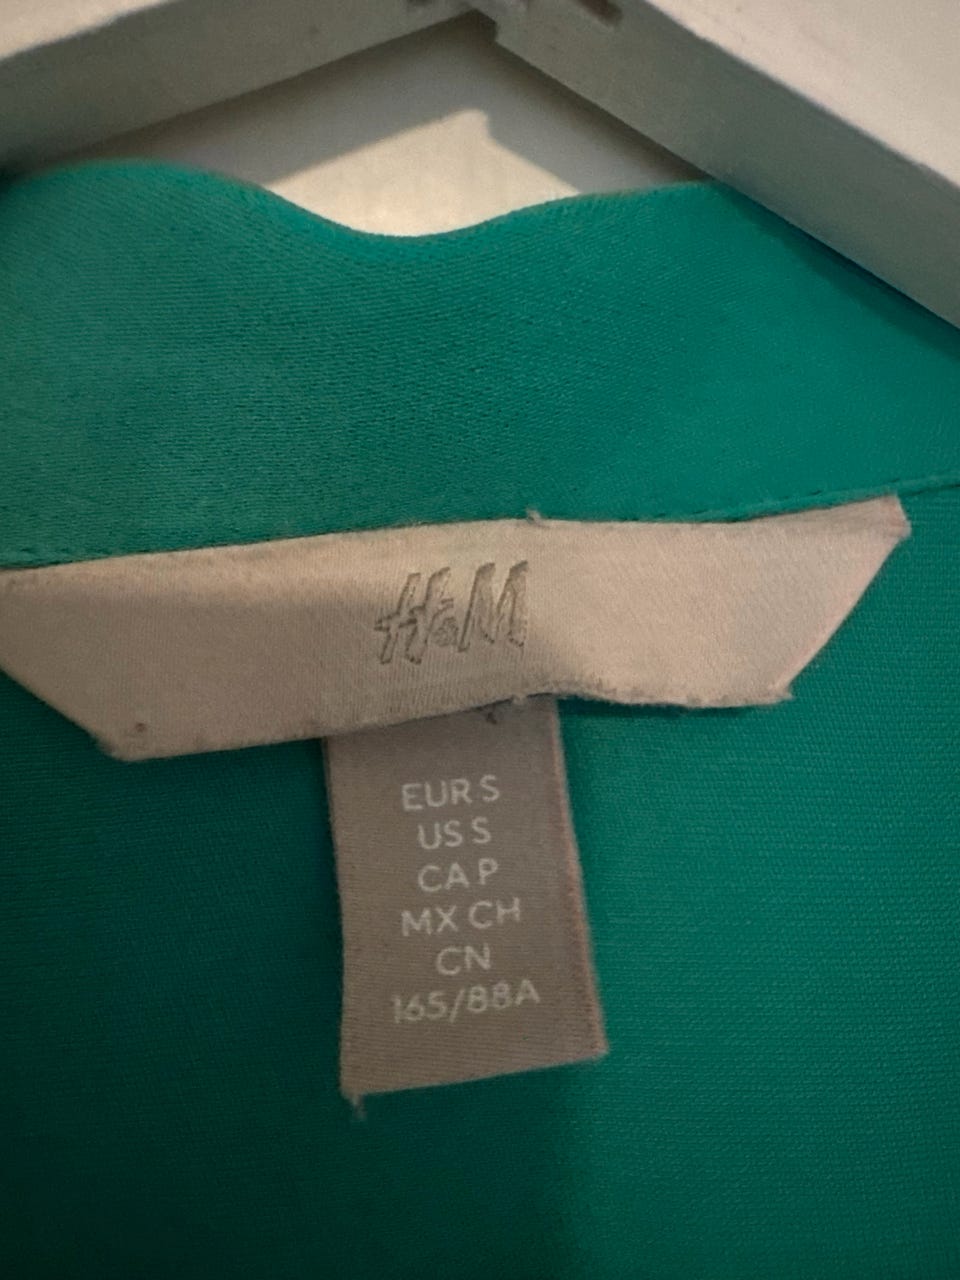 H&M
EUR S
US S
CA P
MX CH
CN
165/88A